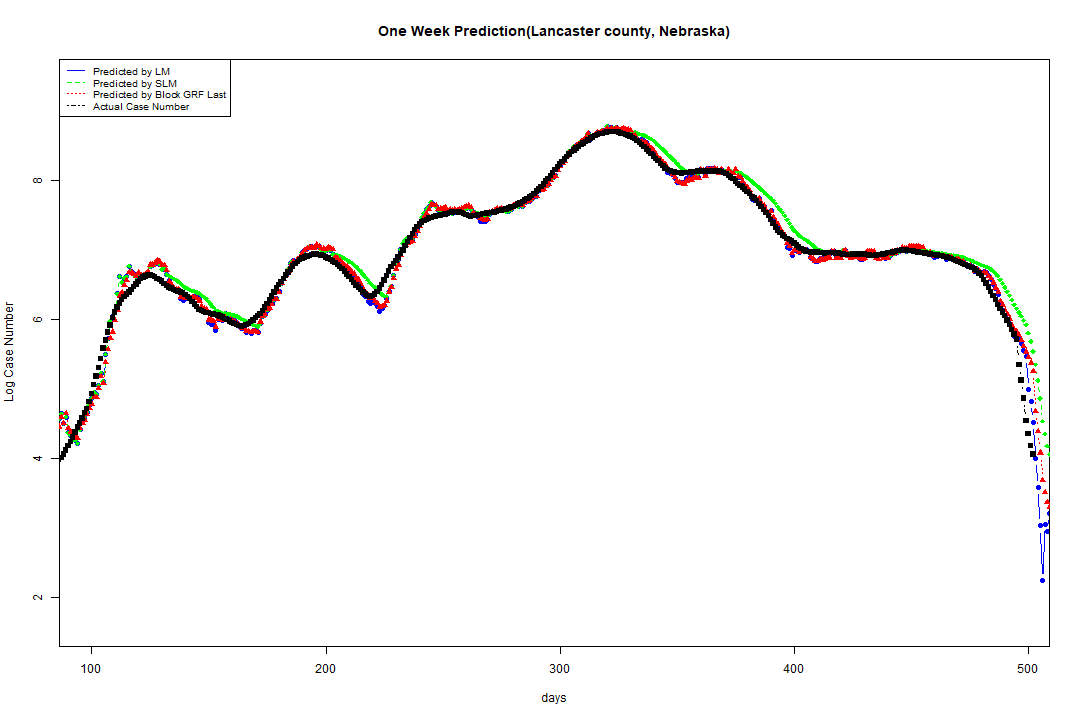 One Week Prediction(Lancaster county, Nebraska)
Predicted by LM
Predicted by SLM
Predicted by Block GRF Last
Actual Case Number
8
6
4
2
Log Case Number
100 200 300 400 500
days